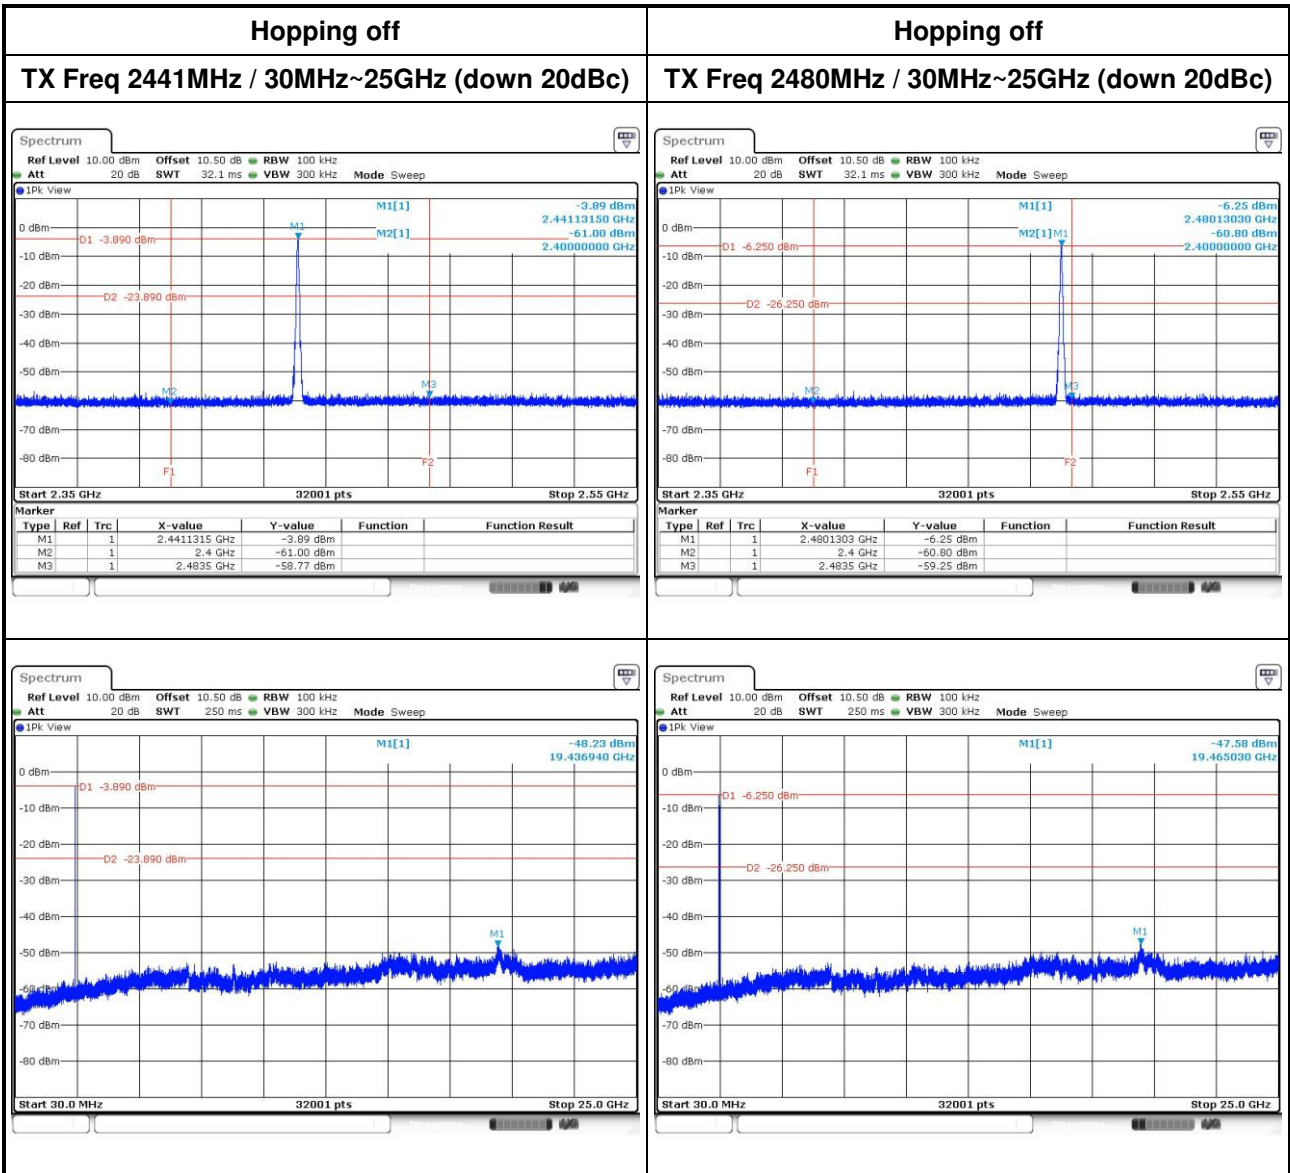 Hopping off
Hopping off
TX Freq 2441MHz / 30MHz~25GHz (down 20dBc)
TX Freq 2480MHz / 30MHz~25GHz (down 20dBc)
Spectrum
Ref Level 10.00 dBm Offset 10.50 dB RBW 100 kHz
Att 20 dB SWT 32.1 ms VBW 300 kHz Mode Sweep
1Pk View
M1[1] -3.89 dBm
2.44113150 GHz
M2[1] -61.00 dBm
2.40000000 GHz
M1
0 dBm
D1 -3.890 dBm
-10 dBm
-20 dBm
D2 -23.890 dBm
-30 dBm
-40 dBm
-50 dBm
M2
M3
-70 dBm
-80 dBm
F1
F2
Start 2.35 GHz 32001 pts Stop 2.55 GHz
Marker
Type Ref Trc X-value Y-value Function Function Result
M1 1 2.4411315 GHz -3.89 dBm
M2 1 2.4 GHz -61.00 dBm
M3 1 2.4835 GHz -58.77 dBm
Spectrum
Ref Level 10.00 dBm Offset 10.50 dB RBW 100 kHz
Att 20 dB SWT 32.1 ms VBW 300 kHz Mode Sweep
1Pk View
M1[1] -6.25 dBm
2.48013030 GHz
M2[1] -60.80 dBm
2.40000000 GHz
M1
0 dBm
D1 -6.250 dBm
-10 dBm
-20 dBm
D2 -26.250 dBm
-30 dBm
-40 dBm
-50 dBm
M2
M3
-70 dBm
-80 dBm
F1
F2
Start 2.35 GHz 32001 pts Stop 2.55 GHz
Marker
Type Ref Trc X-value Y-value Function Function Result
M1 1 2.4801303 GHz -6.25 dBm
M2 1 2.4 GHz -60.80 dBm
M3 1 2.4835 GHz -59.25 dBm
Spectrum
Ref Level 10.00 dBm Offset 10.50 dB RBW 100 kHz
Att 20 dB SWT 250 ms VBW 300 kHz Mode Sweep
1Pk View
M1[1] -48.23 dBm
19.436940 GHz
0 dBm
D1 -3.890 dBm
-10 dBm
-20 dBm
D2 -23.890 dBm
-30 dBm
-40 dBm
M1
-50 dBm
-60 dBm
-70 dBm
-80 dBm
Start 30.0 MHz 32001 pts Stop 25.0 GHz
Spectrum
Ref Level 10.00 dBm Offset 10.50 dB RBW 100 kHz
Att 20 dB SWT 250 ms VBW 300 kHz Mode Sweep
1Pk View
M1[1] -47.58 dBm
19.465030 GHz
0 dBm
D1 -6.250 dBm
-10 dBm
-20 dBm
D2 -26.250 dBm
-30 dBm
-40 dBm
M1
-50 dBm
-60 dBm
-70 dBm
-80 dBm
Start 30.0 MHz 32001 pts Stop 25.0 GHz